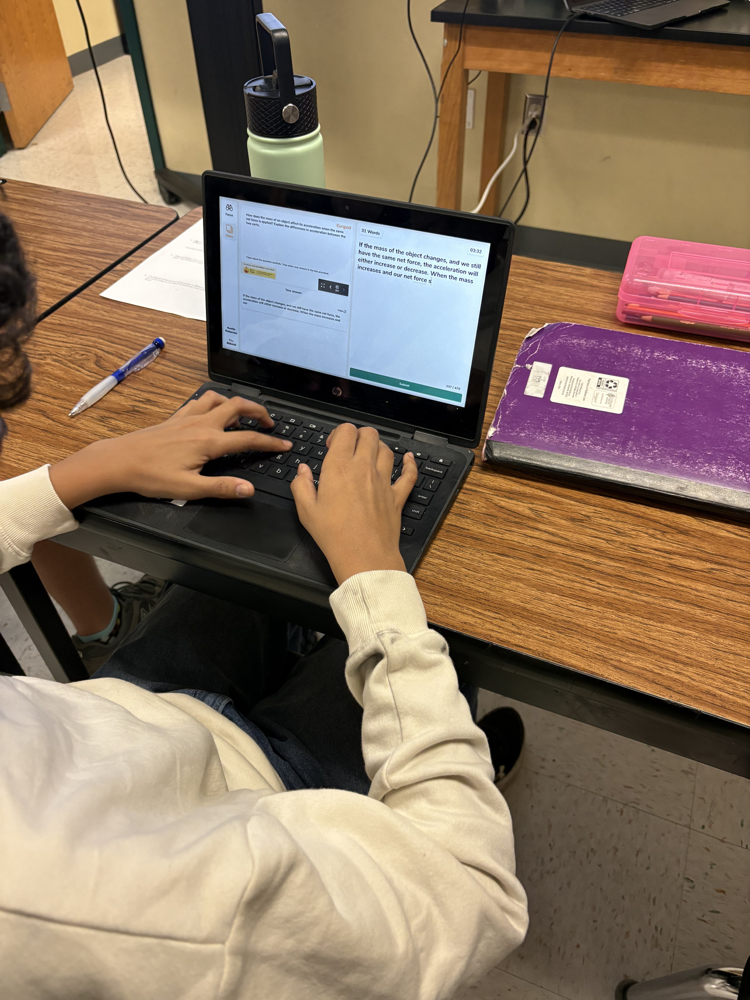 Focus
Slides
How does the mass of an object affect its acceleration when the same
net force is applied? Explain the differences in acceleration between the
two carts.
Curipod
Think about the question carefully. Then enter your answer in the box provided.
Your answer
Copy
If the mass of the object changes, and we still have the same net force, the
acceleration will either increase or decrease. When the mass increases and
our
Pin:
31 Words
03:32
If the mass of the object changes, and we still
have the same net force, the acceleration will
either increase or decrease. When the mass
increases and our net force s
Submit
137 / 475
hp
3
%
5
^
6
&
7
y
u
g
h
j
c
v
b
m
backspace
enter
shift